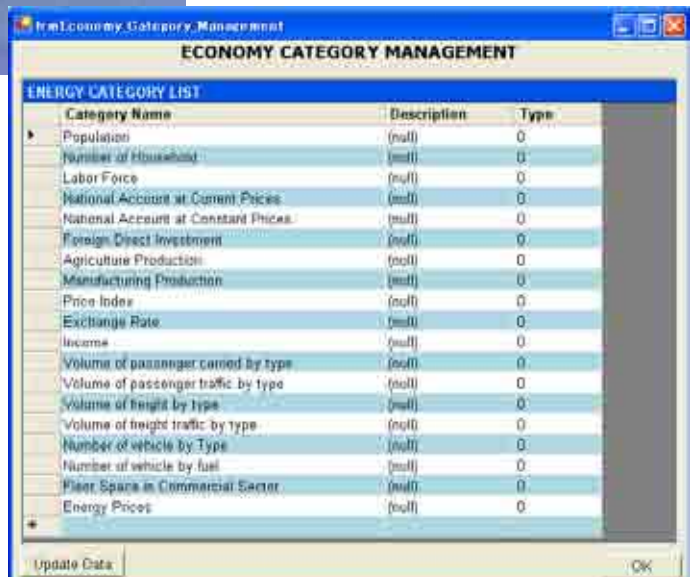 frmEconomy_Category_Management
ECONOMY CATEGORY MANAGEMENT
ENERGY CATEGORY LIST
Category Name Description Type
Population (null) 0
Number of Household (null) 0
Labor Force (null) 0
National Account at Current Prices (null) 0
National Account at Constant Prices (null) 0
Foreign Direct Investment (null) 0
Agriculture Production (null) 0
Manufacturing Production (null) 0
Price Index (null) 0
Exchange Rate (null) 0
Income (null) 0
Volume of passenger carried by type (null) 0
Volume of passenger traffic by type (null) 0
Volume of freight by type (null) 0
Volume of freight traffic by type (null) 0
Number of vehicle by Type (null) 0
Number of vehicle by fuel (null) 0
Floor Space in Commercial Sector (null) 0
Energy Prices (null) 0
Update Data OK